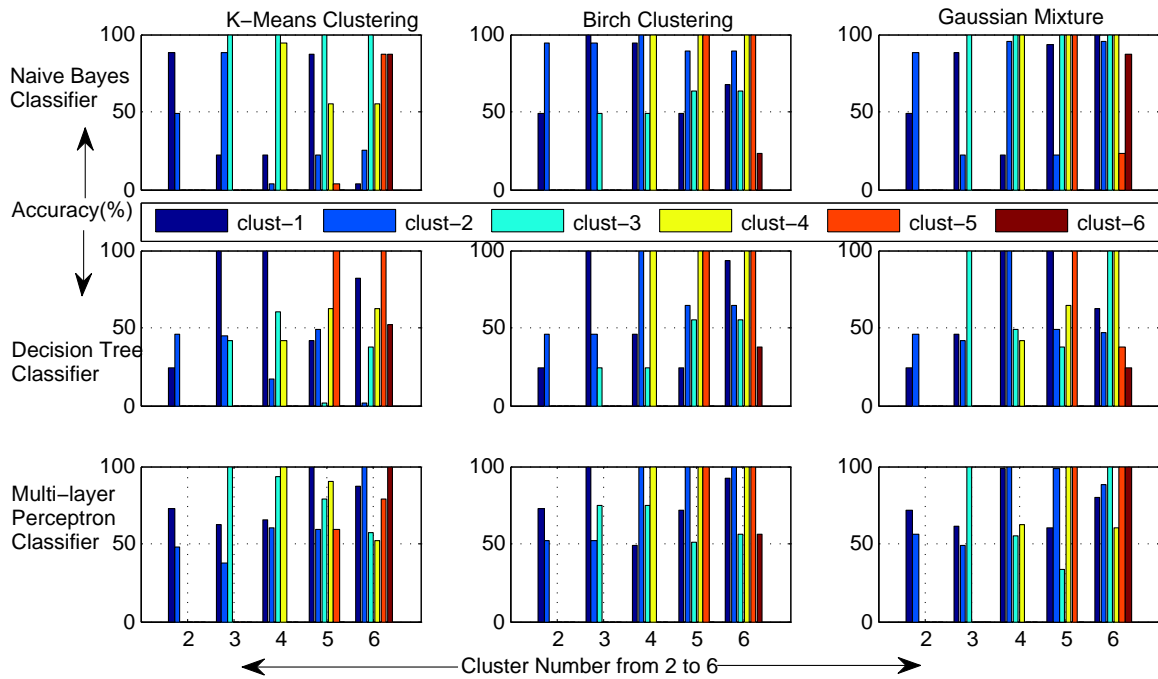 K−Means Clustering
Birch Clustering
Gaussian Mixture
Naive Bayes
Classifier
100
50
0
100
50
0
100
50
0
Accuracy(%)
clust−1
clust−2
clust−3
clust−4
clust−5
clust−6
Decision Tree
Classifier
100
50
0
100
50
0
100
50
0
Multi−layer
Perceptron
Classifier
100
50
0
100
50
0
100
50
0
2 3 4 5 6
2 3 4 5 6
2 3 4 5 6
Cluster Number from 2 to 6